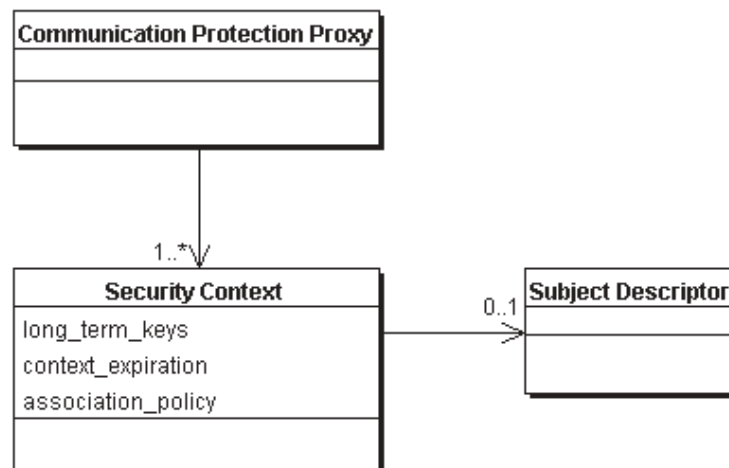 Communication Protection Proxy
1..*
Security Context
long_term_keys
context_expiration
association_policy
0..1
Subject Descriptor